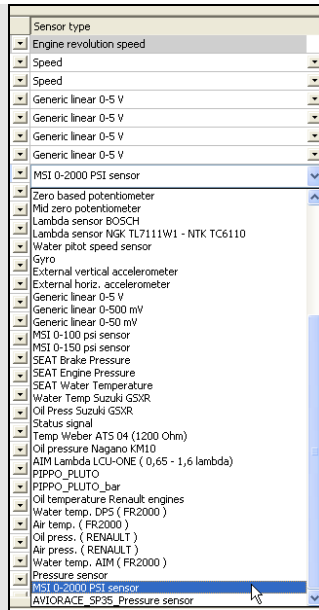 Sensor type
Engine revolution speed
Speed
Speed
Generic linear 0-5 V
Generic linear 0-5 V
Generic linear 0-5 V
Generic linear 0-5 V
MSI 0-2000 PSI sensor
Zero based potentiometer
Mid zero potentiometer
Lambda sensor BOSCH
Lambda sensor NGK TL7111W1 - NTK TC6110
Water pitot speed sensor
Gyro
External vertical accelerometer
External horiz. accelerometer
Generic linear 0-5 V
Generic linear 0-500 mV
Generic linear 0-50 mV
MSI 0-100 psi sensor
MSI 0-150 psi sensor
SEAT Brake Pressure
SEAT Engine Pressure
SEAT Water Temperature
Water Temp Suzuki GSXR
Oil Press Suzuki GSXR
Status signal
Temp Weber ATS 04 (1200 Ohm)
Oil pressure Nagano KM10
AIM Lambda LCU-ONE ( 0,65 - 1,6 lambda)
PIPPO_PLUTO
PIPPO_PLUTO_bar
Oil temperature Renault engines
Water temp. DPS ( FR2000 )
Air temp. ( FR2000 )
Oil press. ( RENAULT )
Air press. ( RENAULT )
Water temp. AIM ( FR2000 )
Pressure sensor
MSI 0-2000 PSI sensor
AVIORACE_SP35_Pressure sensor